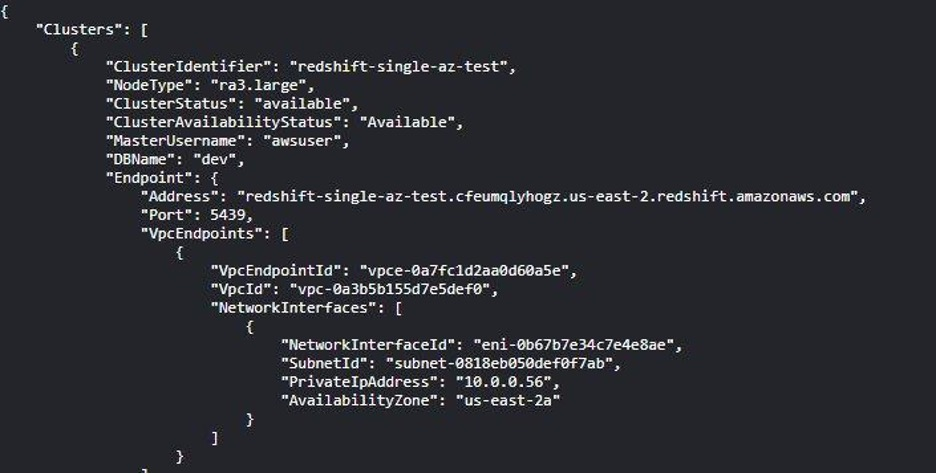 {
    "Clusters": [
        {
            "ClusterIdentifier": "redshift-single-az-test",
            "NodeType": "ra3.large",
            "ClusterStatus": "available",
            "ClusterAvailabilityStatus": "Available",
            "MasterUsername": "awsuser",
            "DBName": "dev",
            "Endpoint": {
                "Address": "redshift-single-az-test.cfeumqlyhogz.us-east-2.redshift.amazonaws.com",
                "Port": 5439,
                "VpcEndpoints": [
                    {
                        "VpcEndpointId": "vpce-0a7fc1d2aa0d60a5e",
                        "VpcId": "vpc-0a3b5b155d7e5def0",
                        "NetworkInterfaces": [
                            {
                                "NetworkInterfaceId": "eni-0b67b7e34c7e4e8ae",
                                "SubnetId": "subnet-0818eb050def0f7ab",
                                "PrivateIpAddress": "10.0.0.56",
                                "AvailabilityZone": "us-east-2a"
                            }
                        ]
                    }